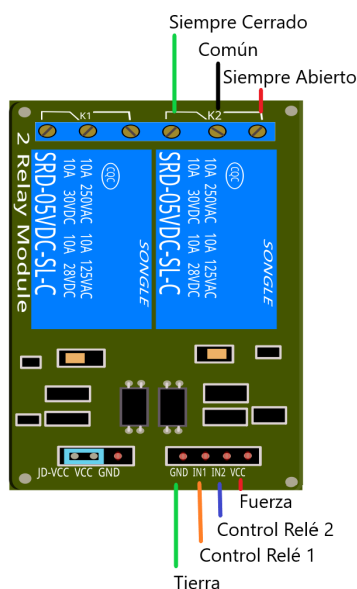 Siempre Cerrado
Común
Siempre Abierto
K1
K2
2 Relay Module
SRD-05VDC-SL-C
10A 30VDC 10A 28VDC
10A 250VAC 10A 125VAC
CQC
SONGLE
SRD-05VDC-SL-C
10A 30VDC 10A 28VDC
10A 250VAC 10A 125VAC
CQC
SONGLE
JD-VCC VCC GND
GND IN1 IN2 VCC
Fuerza
Control Relé 2
Control Relé 1
Tierra